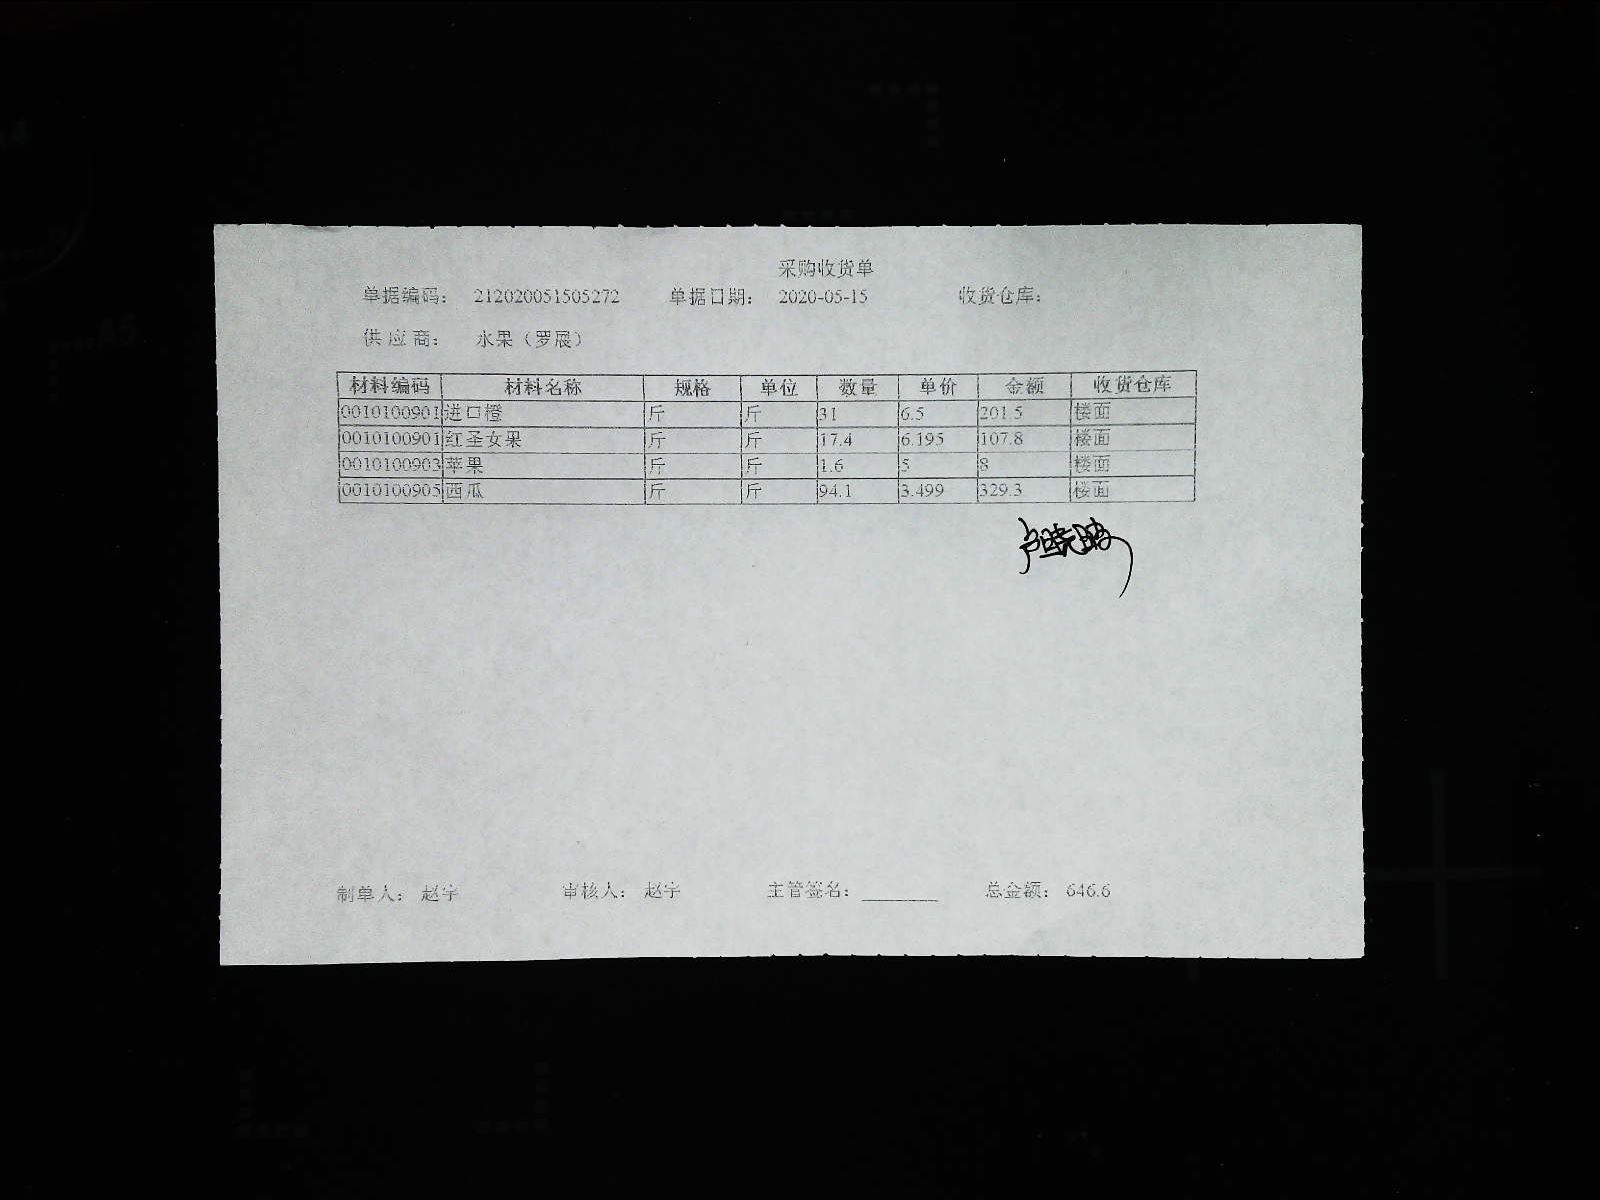 采购收货单
单据编码： 212020051505272 单据日期： 2020-05-15 收货仓库：
供 应 商： 水果（罗展）
材料编码 材料名称 规格 单位 数量 单价 金额 收货仓库
0010100901 进口橙 斤 斤 31 6.5 201.5 楼面
0010100901 红圣女果 斤 斤 17.4 6.195 107.8 楼面
0010100903 苹果 斤 斤 1.6 5 8 楼面
0010100905 西瓜 斤 斤 94.1 3.499 329.3 楼面
制单人： 赵宇 审核人： 赵宇 主管签名： 总金额： 646.6